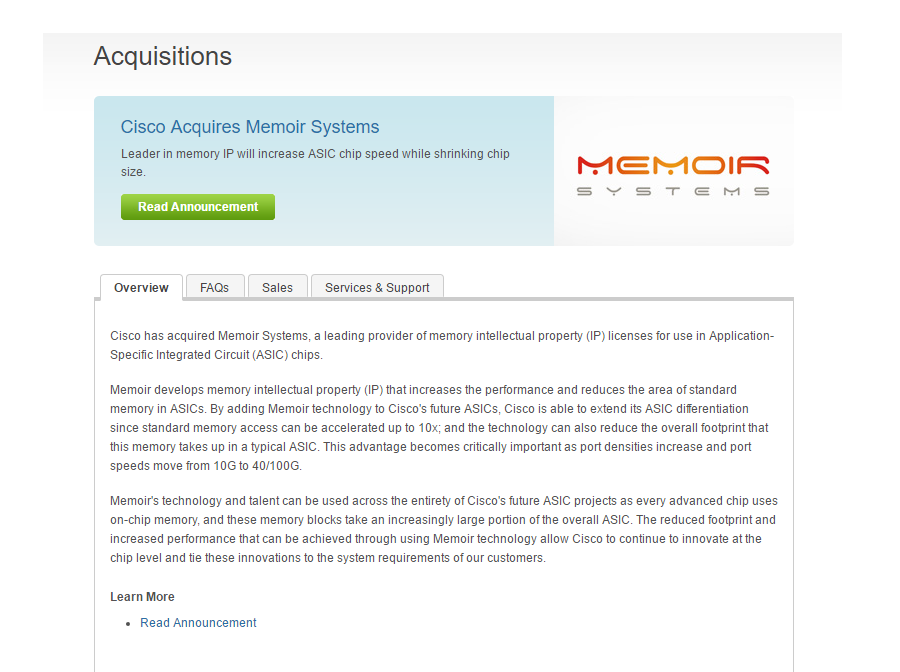 Acquisitions
Cisco Acquires Memoir Systems
Leader in memory IP will increase ASIC chip speed while shrinking chip
size.
Read Announcement
MEMOIR
SYSTEMS
Overview
FAQs
Sales
Services & Support
Cisco has acquired Memoir Systems, a leading provider of memory intellectual property (IP) licenses for use in Application-
Specific Integrated Circuit (ASIC) chips.
Memoir develops memory intellectual property (IP) that increases the performance and reduces the area of standard
memory in ASICs. By adding Memoir technology to Cisco's future ASICs, Cisco is able to extend its ASIC differentiation
since standard memory access can be accelerated up to 10x; and the technology can also reduce the overall footprint that
this memory takes up in a typical ASIC. This advantage becomes critically important as port densities increase and port
speeds move from 10G to 40/100G.
Memoir's technology and talent can be used across the entirety of Cisco's future ASIC projects as every advanced chip uses
on-chip memory, and these memory blocks take an increasingly large portion of the overall ASIC. The reduced footprint and
increased performance that can be achieved through using Memoir technology allow Cisco to continue to innovate at the
chip level and tie these innovations to the system requirements of our customers.
Learn More
• Read Announcement